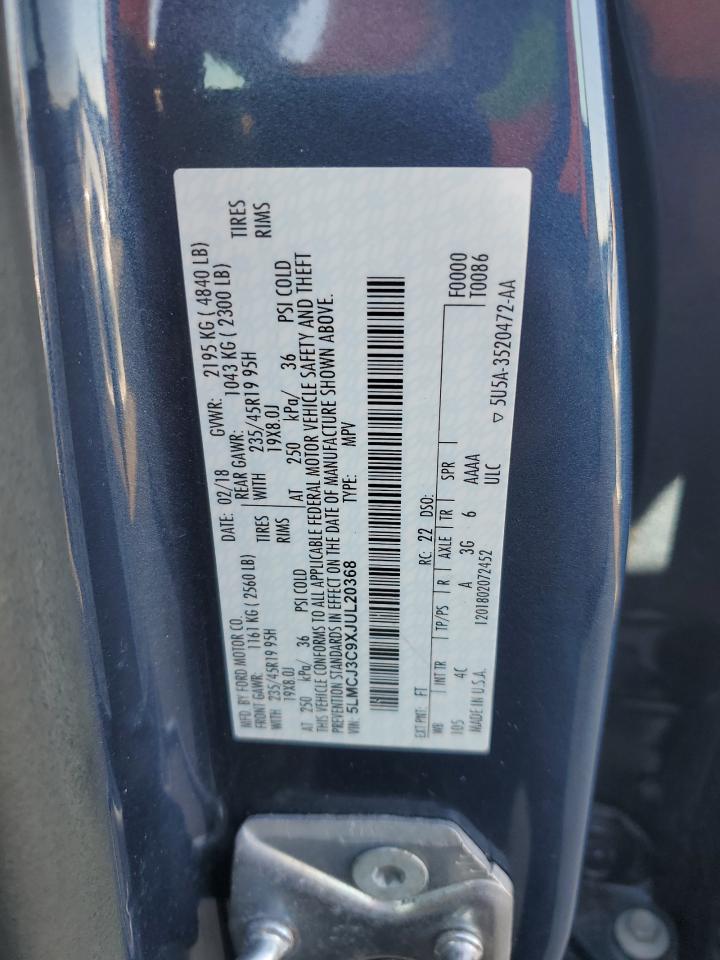 MFD. BY FORD MOTOR CO.
DATE: 02/18 GVWR: 2195 KG ( 4840 LB)
FRONT GAWR: 1161 KG ( 2560 LB) REAR GAWR: 1043 KG ( 2300 LB)
WITH 235/45R19 95H TIRES WITH 235/45R19 95H TIRES
19X8.0J RIMS 19X8.0J RIMS
AT 250 kPa/ 36 PSI COLD AT 250 kPa/ 36 PSI COLD
THIS VEHICLE CONFORMS TO ALL APPLICABLE FEDERAL MOTOR VEHICLE SAFETY AND THEFT
PREVENTION STANDARDS IN EFFECT ON THE DATE OF MANUFACTURE SHOWN ABOVE.
VIN: 5LMCJ3C9XJUL20368 TYPE: MPV
EXT PNT: FT RC: 22 DSO: F0000
WB INT TR TP/PS R AXLE TR SPR T0086
105 4C A 3G 6 AAAA
MADE IN U.S.A. 1201802072452 ULC ▽ 5U5A-3520472-AA